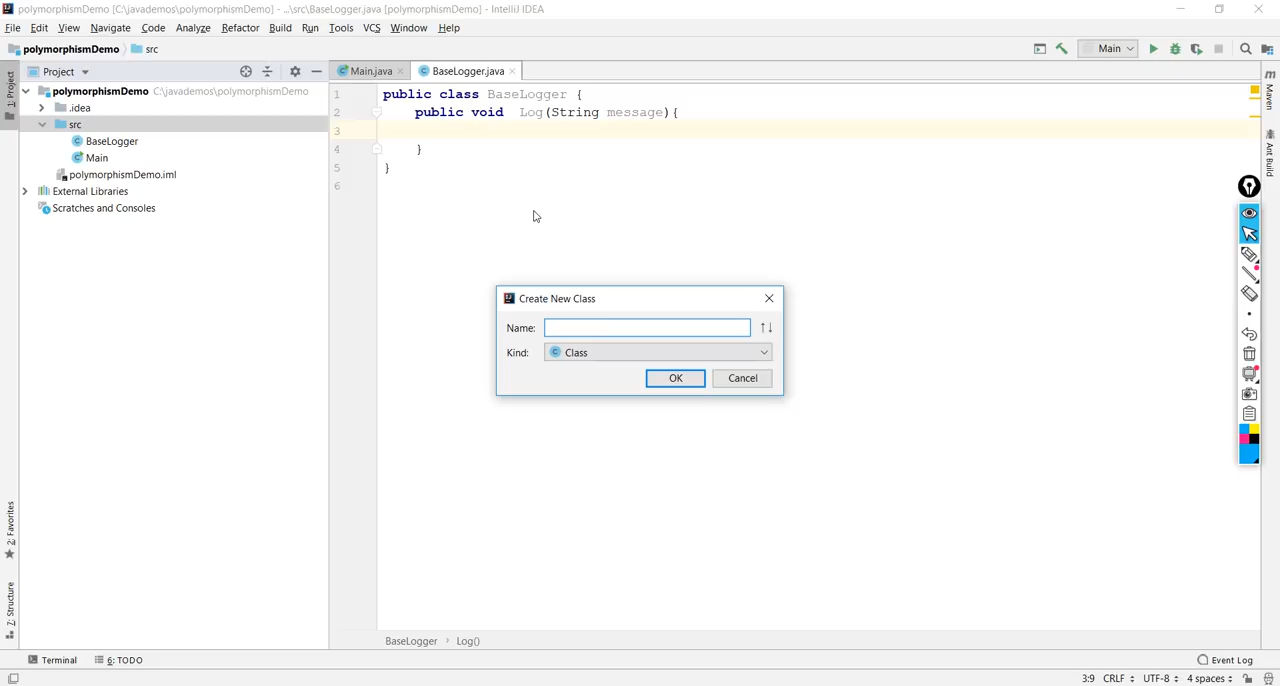 polymorphismDemo [C:\javademos\polymorphismDemo] - ...\src\BaseLogger.java [polymorphismDemo] - IntelliJ IDEA
File Edit View Navigate Code Analyze Refactor Build Run Tools VCS Window Help
polymorphismDemo src
Main
Project
Main.java
BaseLogger.java
1: Project
polymorphismDemo C:\javademos\polymorphismDemo
.idea
src
BaseLogger
Main
polymorphismDemo.iml
External Libraries
Scratches and Consoles
1 public class BaseLogger {
2 public void Log(String message){
3
4 }
5 }
6
Maven
Ant Build
Create New Class
Name:
Kind: Class
OK Cancel
2: Favorites
7: Structure
BaseLogger › Log()
Terminal 6: TODO
Event Log
3:9 CRLF UTF-8 4 spaces